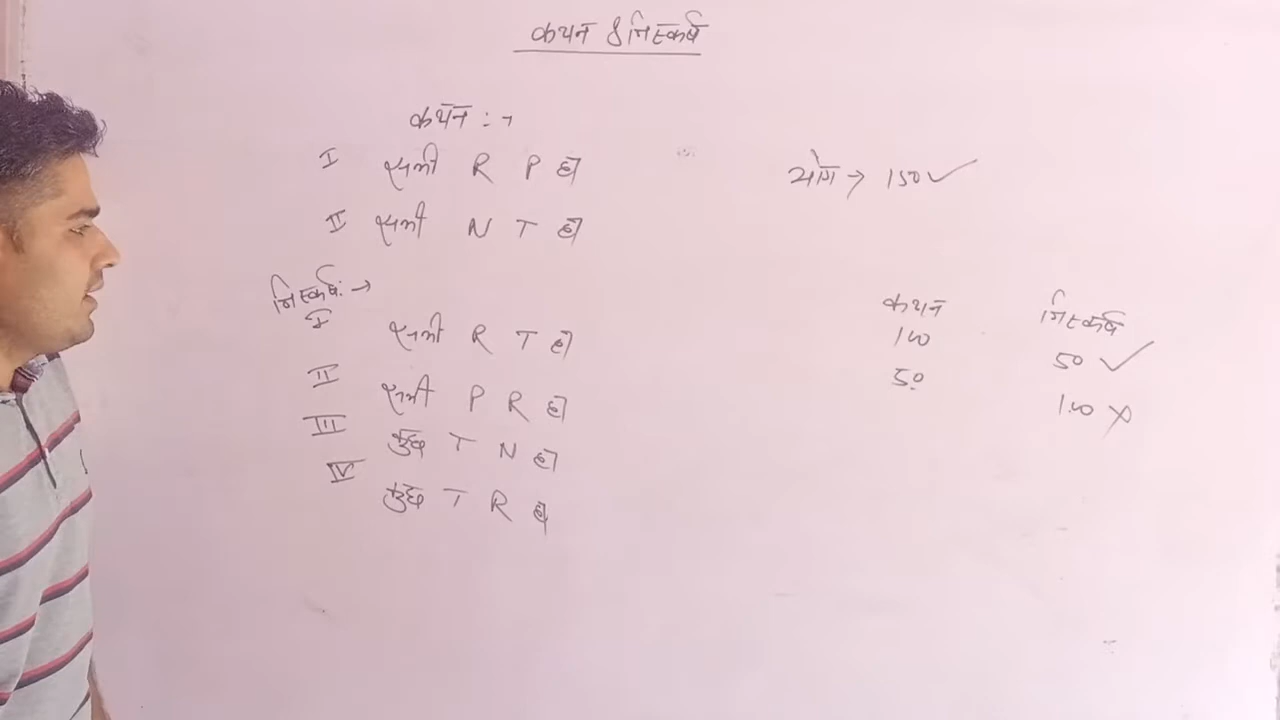 कथन & निस्कर्ष
कथन :→
I सभी R P है
II सभी N T है
निस्कर्ष :→
I सभी R T है
II सभी P R है
III कुछ T N है
IV कुछ T R है
योग → 150 ✓
कथन निस्कर्ष
100 50 ✓
50 100 ×